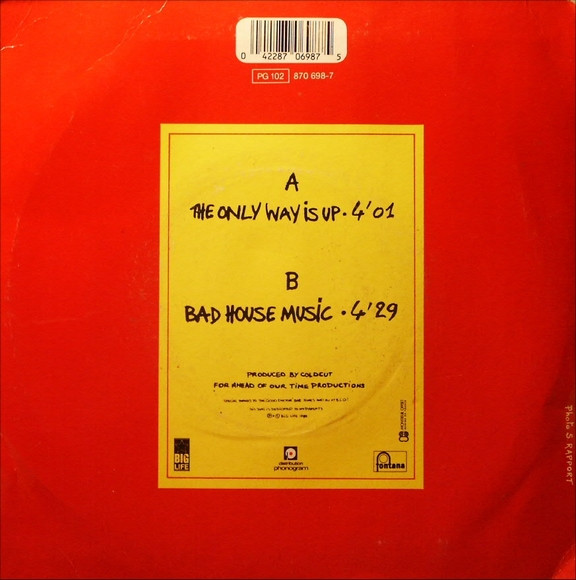 0 42287 06987 5
PG 102 870 698-7
A
THE ONLY WAY iS UP. 4'01
B
BAD HOUSE MUSiC . 4'29
PRODUCED BY COLDCUT
FOR AHEAD OF OUR TIME PRODUCTIONS
BIG
LIFE
distribution
phonogram
fontana
Photo S RAPPORT